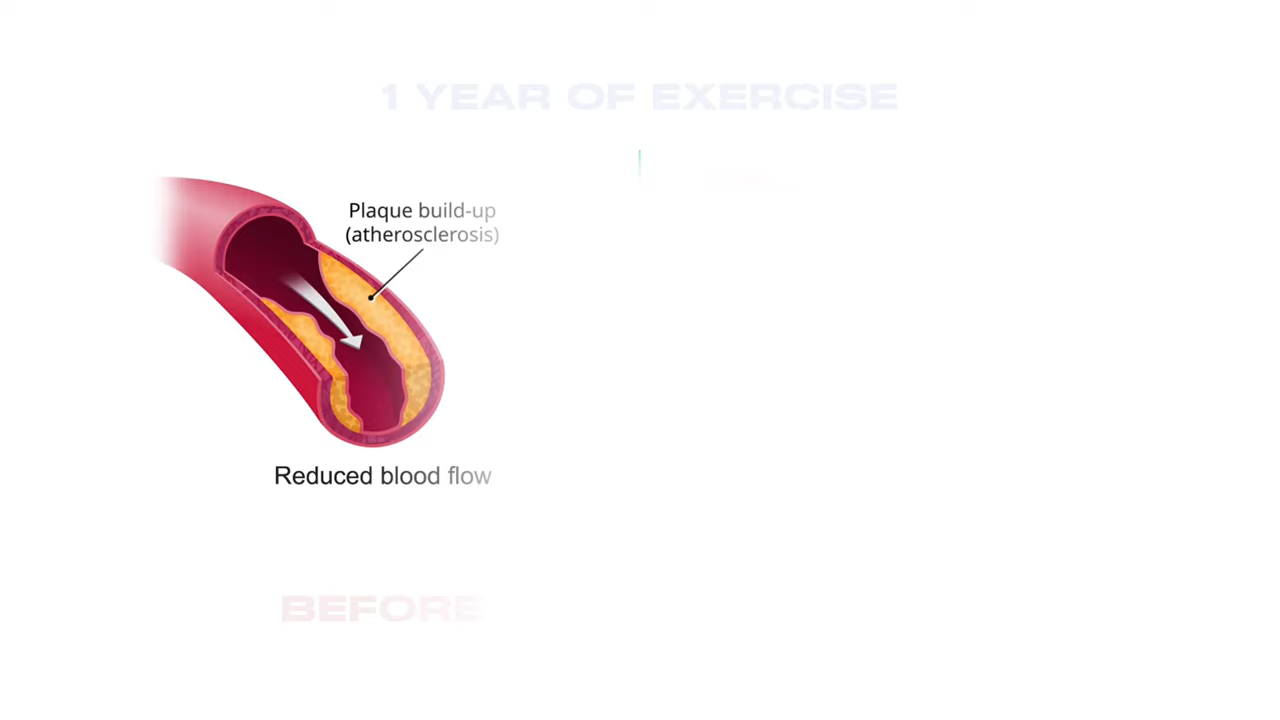 1 YEAR OF EXERCISE
Plaque build-up
(atherosclerosis)
Reduced blood flow
BEFORE